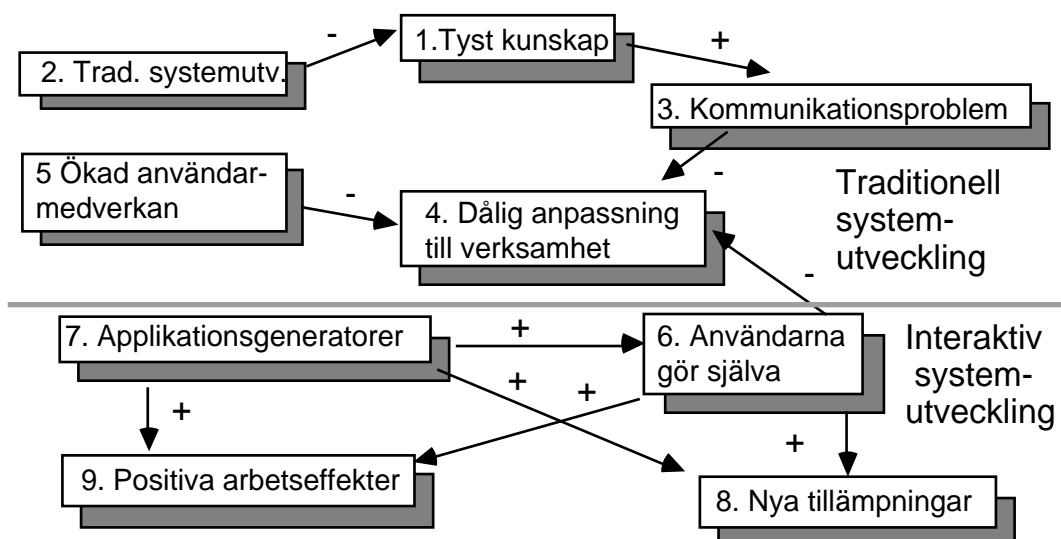 -
1.Tyst kunskap
+
2. Trad. systemutv.
3. Kommunikationsproblem
5 Ökad användar-
medverkan
-
4. Dålig anpassning
till verksamhet
-
Traditionell
system-
utveckling
-
7. Applikationsgeneratorer
+
6. Användarna
gör själva
Interaktiv
system-
utveckling
+
+
+
+
9. Positiva arbetseffekter
8. Nya tillämpningar